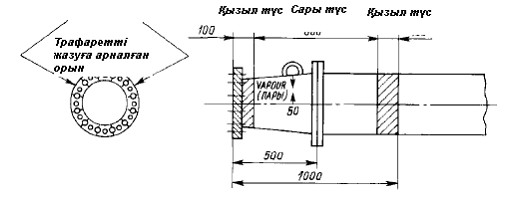 Қызыл түс Сары түс Қызыл түс
100
Трафаретті
жазуға арналған
орын
VAPOUR
(ПАРЫ)
50
500
1000